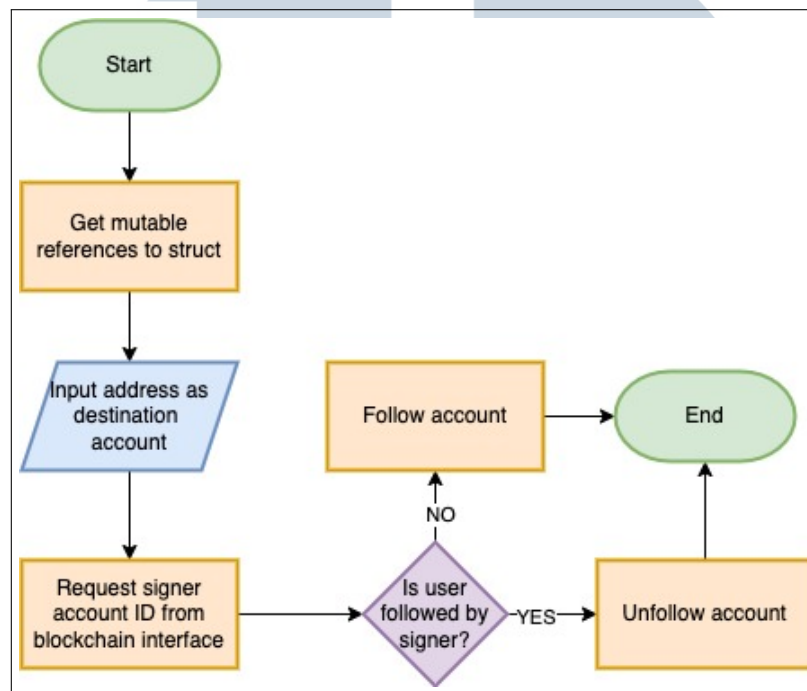 Start
Get mutable
references to struct
Input address as
destination
account
Request signer
account ID from
blockchain interface
Is user
followed by
signer?
NO
Follow account
YES
Unfollow account
End